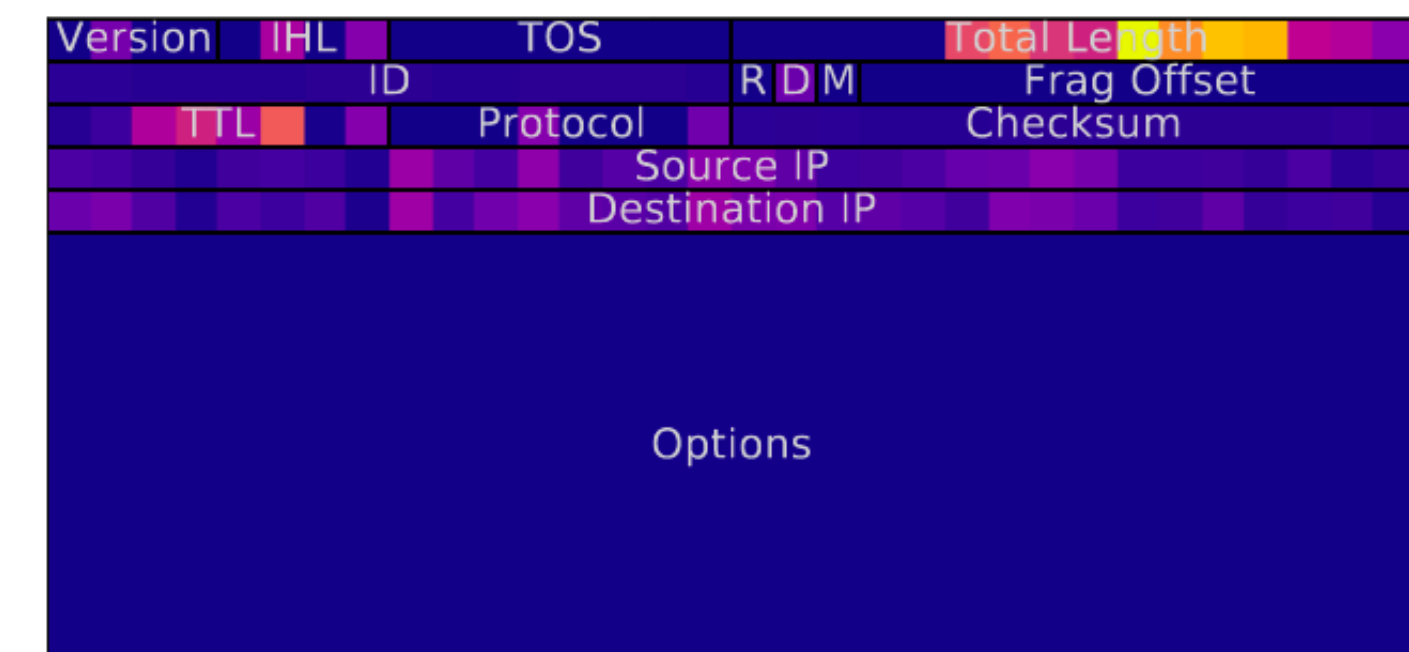 Version IHL TOS Total Length
ID R D M Frag Offset
TTL Protocol Checksum
Source IP
Destination IP
Options